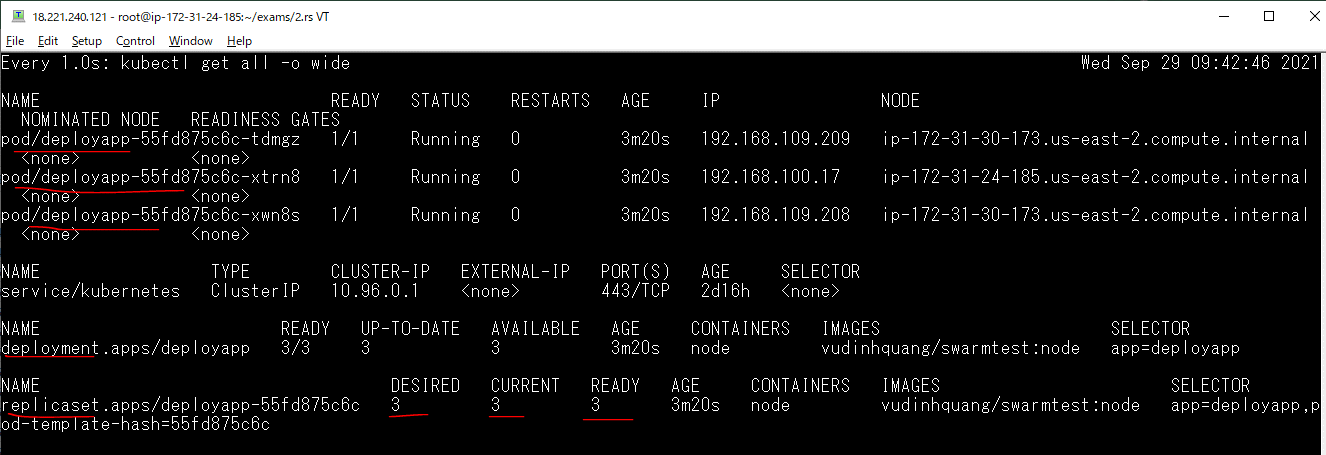 18.221.240.121 - root@ip-172-31-24-185:~/exams/2.rs VT
File Edit Setup Control Window Help
Every 1.0s: kubectl get all -o wide Wed Sep 29 09:42:46 2021
NAME READY STATUS RESTARTS AGE IP NODE
NOMINATED NODE READINESS GATES
pod/deployapp-55fd875c6c-tdmgz 1/1 Running 0 3m20s 192.168.109.209 ip-172-31-30-173.us-east-2.compute.internal
<none> <none>
pod/deployapp-55fd875c6c-xtrn8 1/1 Running 0 3m20s 192.168.100.17 ip-172-31-24-185.us-east-2.compute.internal
<none> <none>
pod/deployapp-55fd875c6c-xwn8s 1/1 Running 0 3m20s 192.168.109.208 ip-172-31-30-173.us-east-2.compute.internal
<none> <none>
NAME TYPE CLUSTER-IP EXTERNAL-IP PORT(S) AGE SELECTOR
service/kubernetes ClusterIP 10.96.0.1 <none> 443/TCP 2d16h <none>
NAME READY UP-TO-DATE AVAILABLE AGE CONTAINERS IMAGES SELECTOR
deployment.apps/deployapp 3/3 3 3 3m20s node vudinhquang/swarmtest:node app=deployapp
NAME DESIRED CURRENT READY AGE CONTAINERS IMAGES SELECTOR
replicaset.apps/deployapp-55fd875c6c 3 3 3 3m20s node vudinhquang/swarmtest:node app=deployapp,p
od-template-hash=55fd875c6c